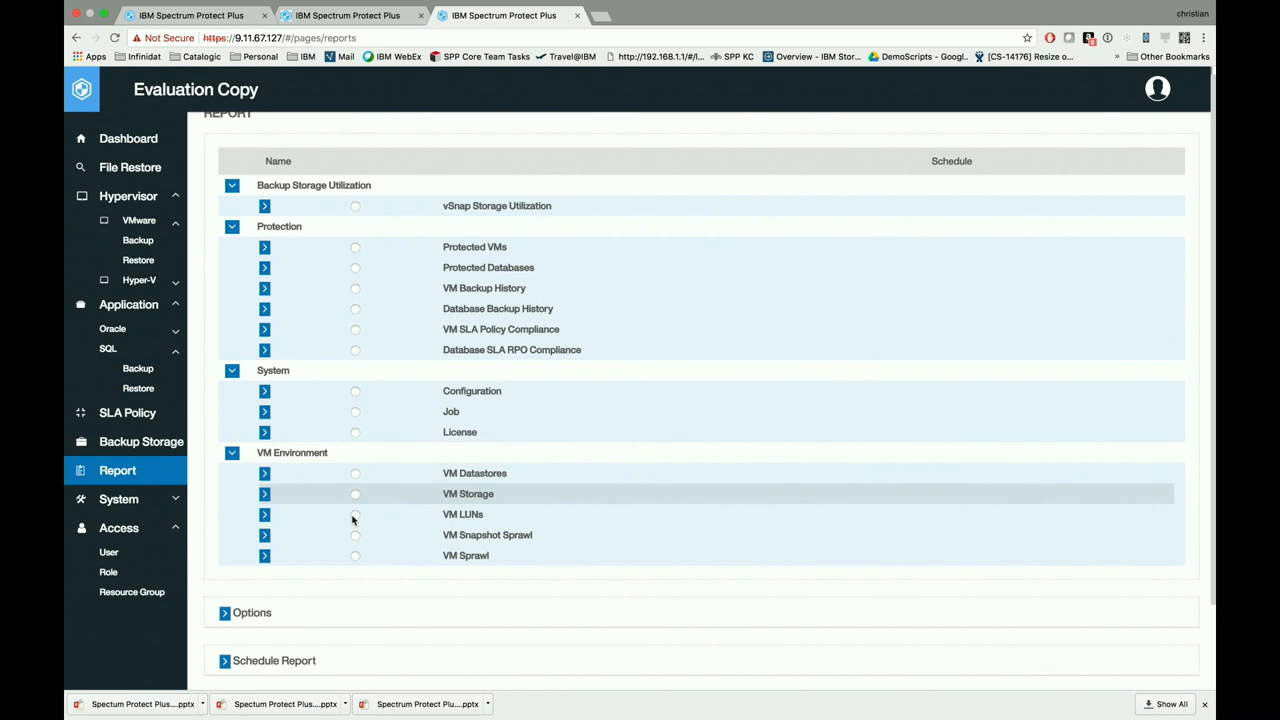 IBM Spectrum Protect Plus
IBM Spectrum Protect Plus
IBM Spectrum Protect Plus
christian
Not Secure https://9.11.67.127/#/pages/reports
Apps Infinidat Catalogic Personal IBM Mail IBM WebEx SPP Core Team Tasks Travel@IBM http://192.168.1.1/#/l... SPP KC Overview - IBM Stor... DemoScripts - Googl.. [CS-14176] Resize o... » Other Bookmarks
Evaluation Copy
Dashboard
File Restore
Hypervisor
VMware
Backup
Restore
Hyper-V
Application
Oracle
SQL
Backup
Restore
SLA Policy
Backup Storage
Report
System
Access
User
Role
Resource Group
REPORT
Name Schedule
Backup Storage Utilization
vSnap Storage Utilization
Protection
Protected VMs
Protected Databases
VM Backup History
Database Backup History
VM SLA Policy Compliance
Database SLA RPO Compliance
System
Configuration
Job
License
VM Environment
VM Datastores
VM Storage
VM LUNs
VM Snapshot Sprawl
VM Sprawl
Options
Schedule Report
Spectrum Protect Plus....pptx
Spectrum Protect Plus....pptx
Spectrum Protect Plu....pptx
Show All